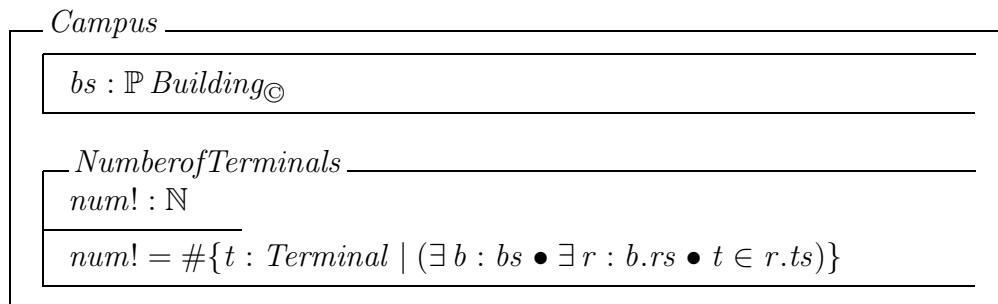 Campus
bs : ℙ Building©
NumberofTerminals
num! : ℕ
num! = #{t : Terminal | (∃ b : bs • ∃ r : b.rs • t ∈ r.ts)}